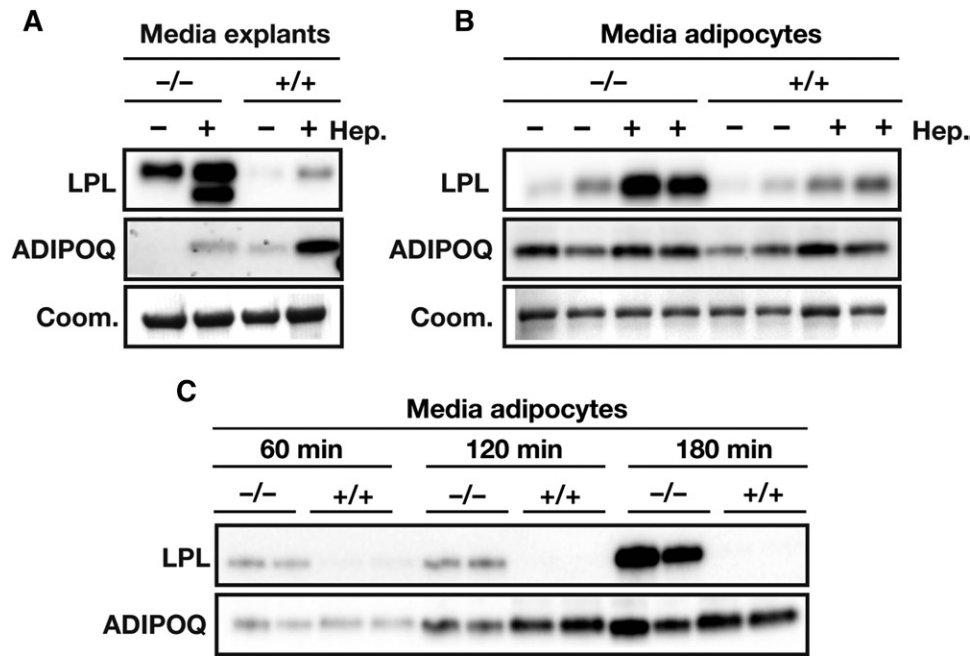 A
Media explants
–/– +/+
– + – + Hep.
LPL
ADIPOQ
Coom.
B
Media adipocytes
–/– +/+
– – + + – – + + Hep.
LPL
ADIPOQ
Coom.
C
Media adipocytes
60 min 120 min 180 min
–/– +/+ –/– +/+ –/– +/+
LPL
ADIPOQ